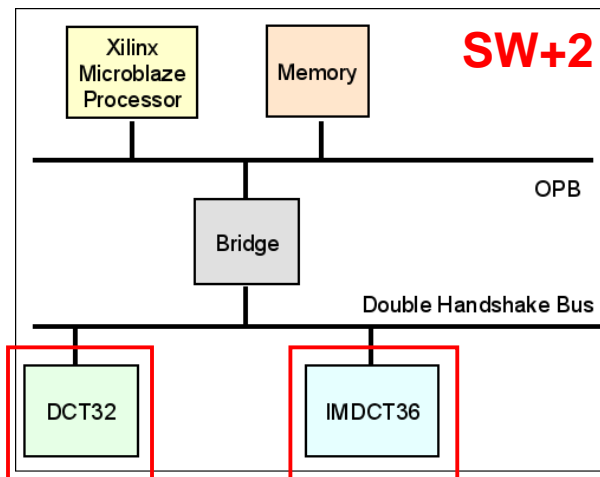 Xilinx
Microblaze
Processor
Memory
SW+2
OPB
Bridge
Double Handshake Bus
DCT32
IMDCT36